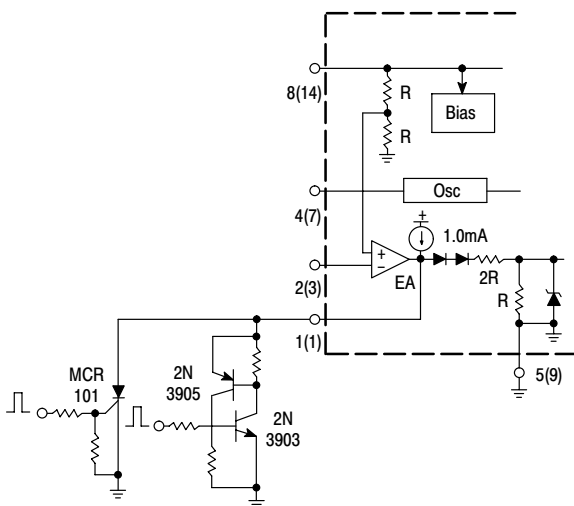 8(14)
R
R
Bias
4(7)
Osc
+
1.0mA
+
−
2R
EA
R
2(3)
1(1)
5(9)
MCR
101
2N
3905
2N
3903